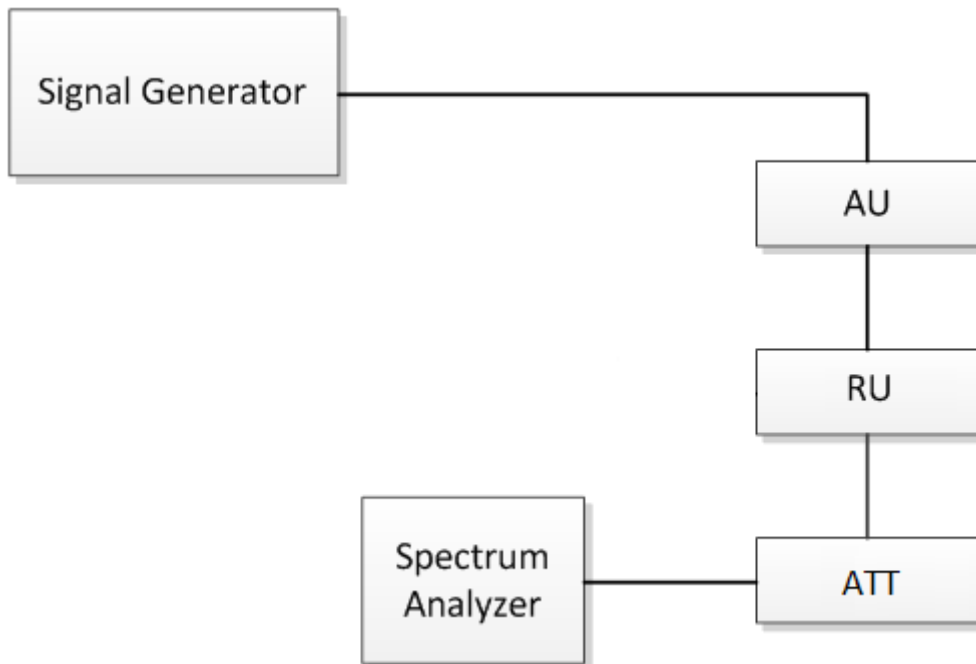 Signal Generator
AU
RU
ATT
Spectrum
Analyzer